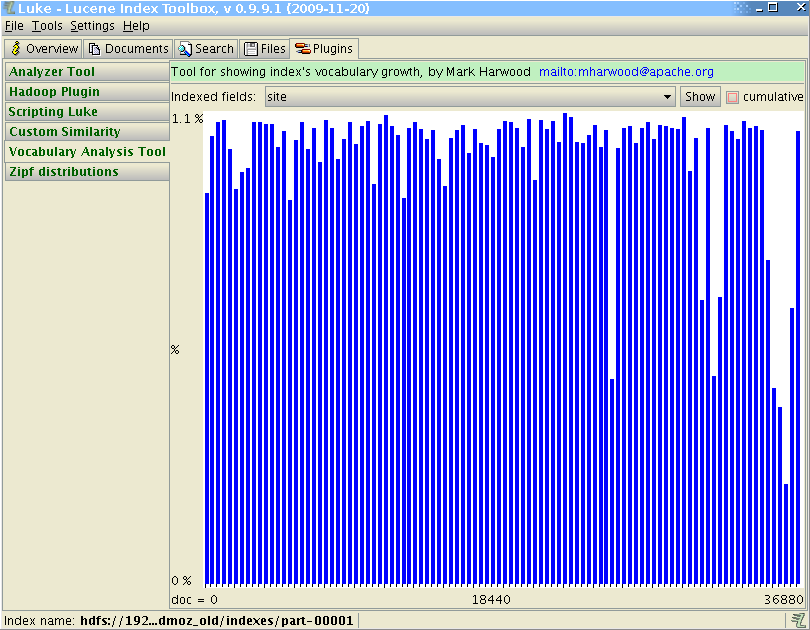 Luke - Lucene Index Toolbox, v 0.9.9.1 (2009-11-20)
File Tools Settings Help
Overview Documents Search Files Plugins
Analyzer Tool
Hadoop Plugin
Scripting Luke
Custom Similarity
Vocabulary Analysis Tool
Zipf distributions
Tool for showing index's vocabulary growth, by Mark Harwood mailto:mharwood@apache.org
Indexed fields: site Show cumulative
1.1 %
%
0 %
doc = 0 18440 36880
Index name: hdfs://192...dmoz_old/indexes/part-00001